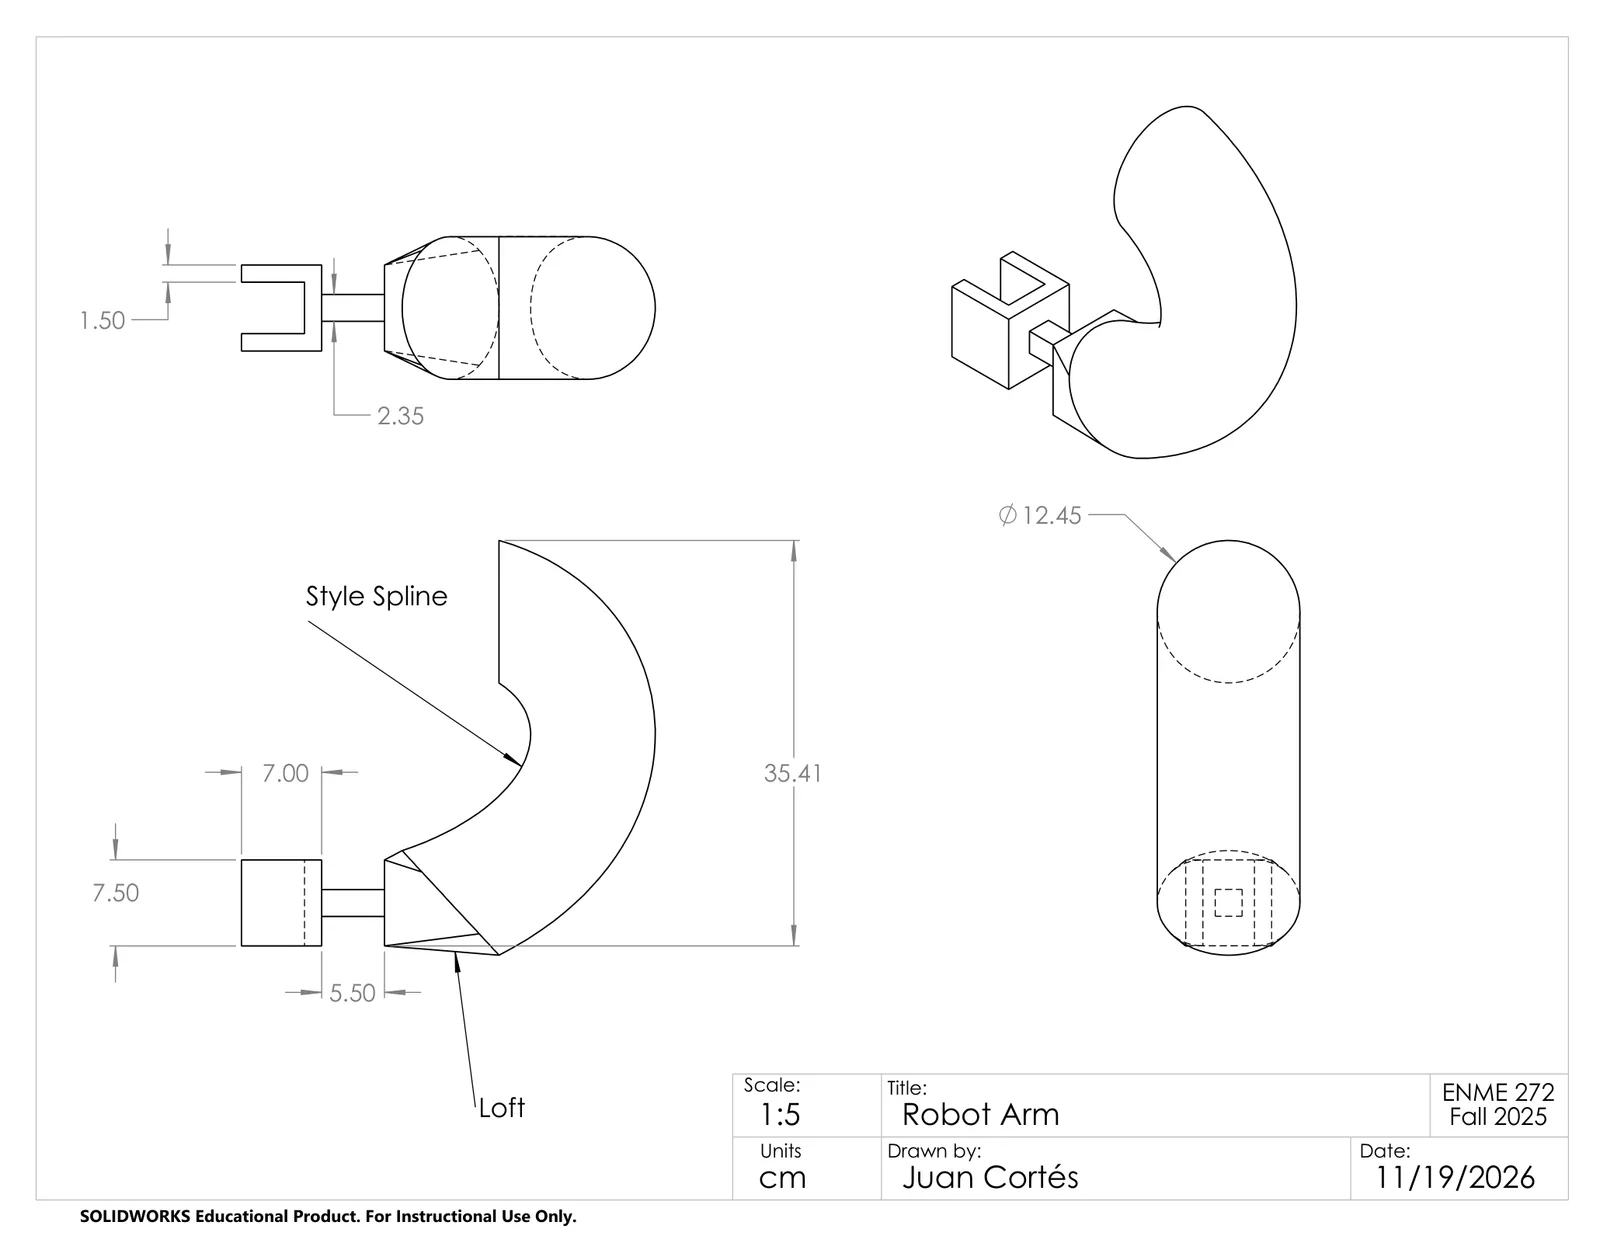 1.50
2.35
Ø12.45
Style Spline
7.00
35.41
7.50
5.50
Loft
Scale:
1:5
Title:
Robot Arm
ENME 272
Fall 2025
Units
cm
Drawn by:
Juan Cortés
Date:
11/19/2026
SOLIDWORKS Educational Product. For Instructional Use Only.